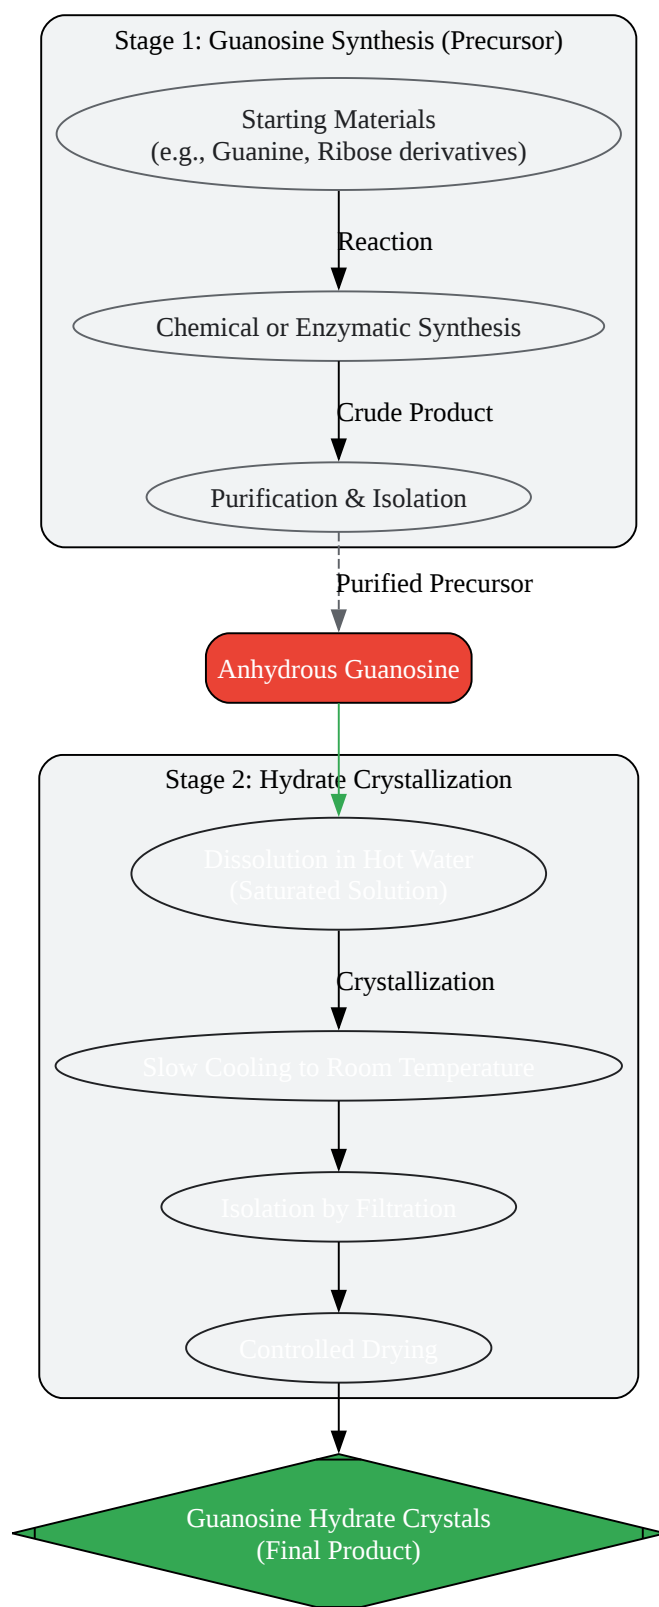 Stage 1: Guanosine Synthesis (Precursor)
Starting Materials
(e.g., Guanine, Ribose derivatives)
Reaction
Chemical or Enzymatic Synthesis
Crude Product
Purification & Isolation
Purified Precursor
Anhydrous Guanosine
Stage 2: Hydrate Crystallization
Dissolution in Hot Water
(Saturated Solution)
Crystallization
Slow Cooling to Room Temperature
Isolation by Filtration
Controlled Drying
Guanosine Hydrate Crystals
(Final Product)